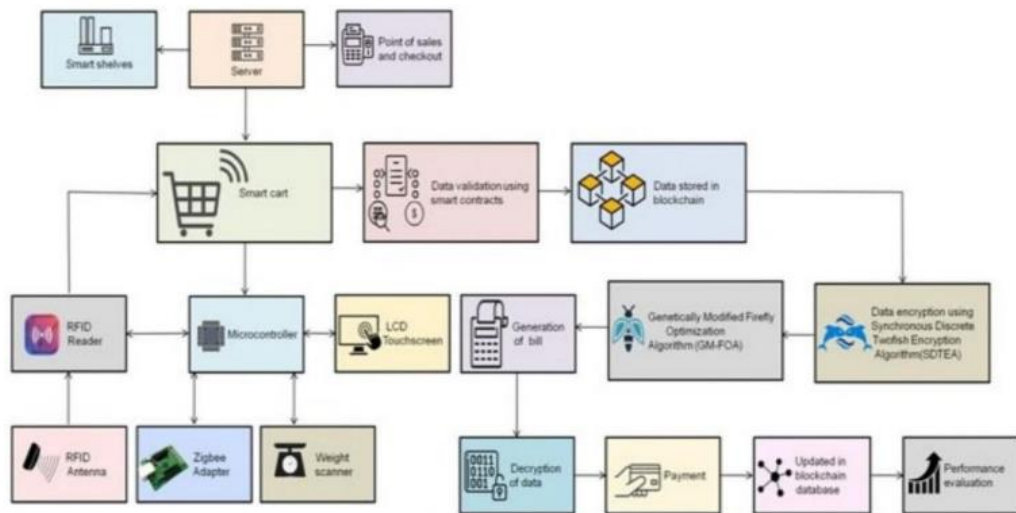 Smart shelves
Server
Point of sales
and checkout
Smart cart
Data validation using
smart contracts
$
Data stored in
blockchain
RFID
Reader
Microcontroller
LCD
Touchscreen
Generation
of bill
Genetically Modified Firefly
Optimization
Algorithm (GM-FOA)
Data encryption using
Synchronous Discrete
Twofish Encryption
Algorithm(SDTEA)
RFID
Antenna
Zigbee
Adapter
Weight
scanner
0011
0110
001
Decryption
of data
Payment
Updated in
blockchain
database
Performance
evaluation